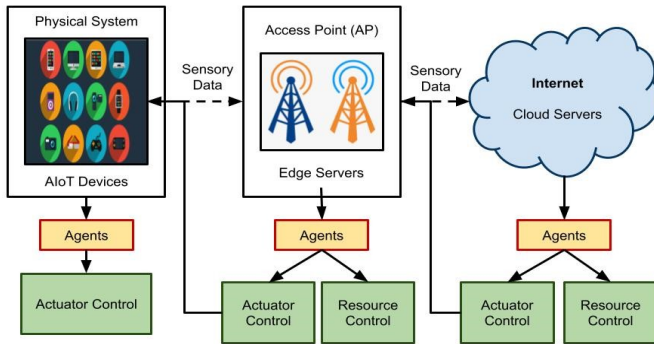 Physical System
AIoT Devices
Agents
Actuator Control
Sensory
Data
Access Point (AP)
Edge Servers
Agents
Actuator
Control
Resource
Control
Sensory
Data
Internet
Cloud Servers
Agents
Actuator
Control
Resource
Control